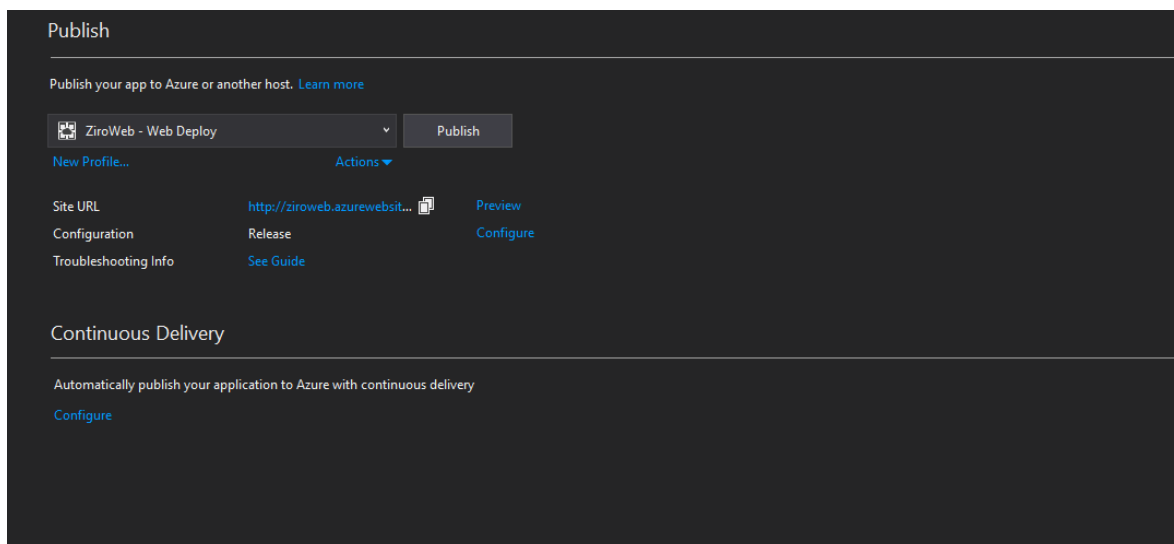 Publish
Publish your app to Azure or another host. Learn more
ZiroWeb - Web Deploy Publish
New Profile... Actions
Site URL http://ziroweb.azurewebsit... Preview
Configuration Release Configure
Troubleshooting Info See Guide
Continuous Delivery
Automatically publish your application to Azure with continuous delivery
Configure